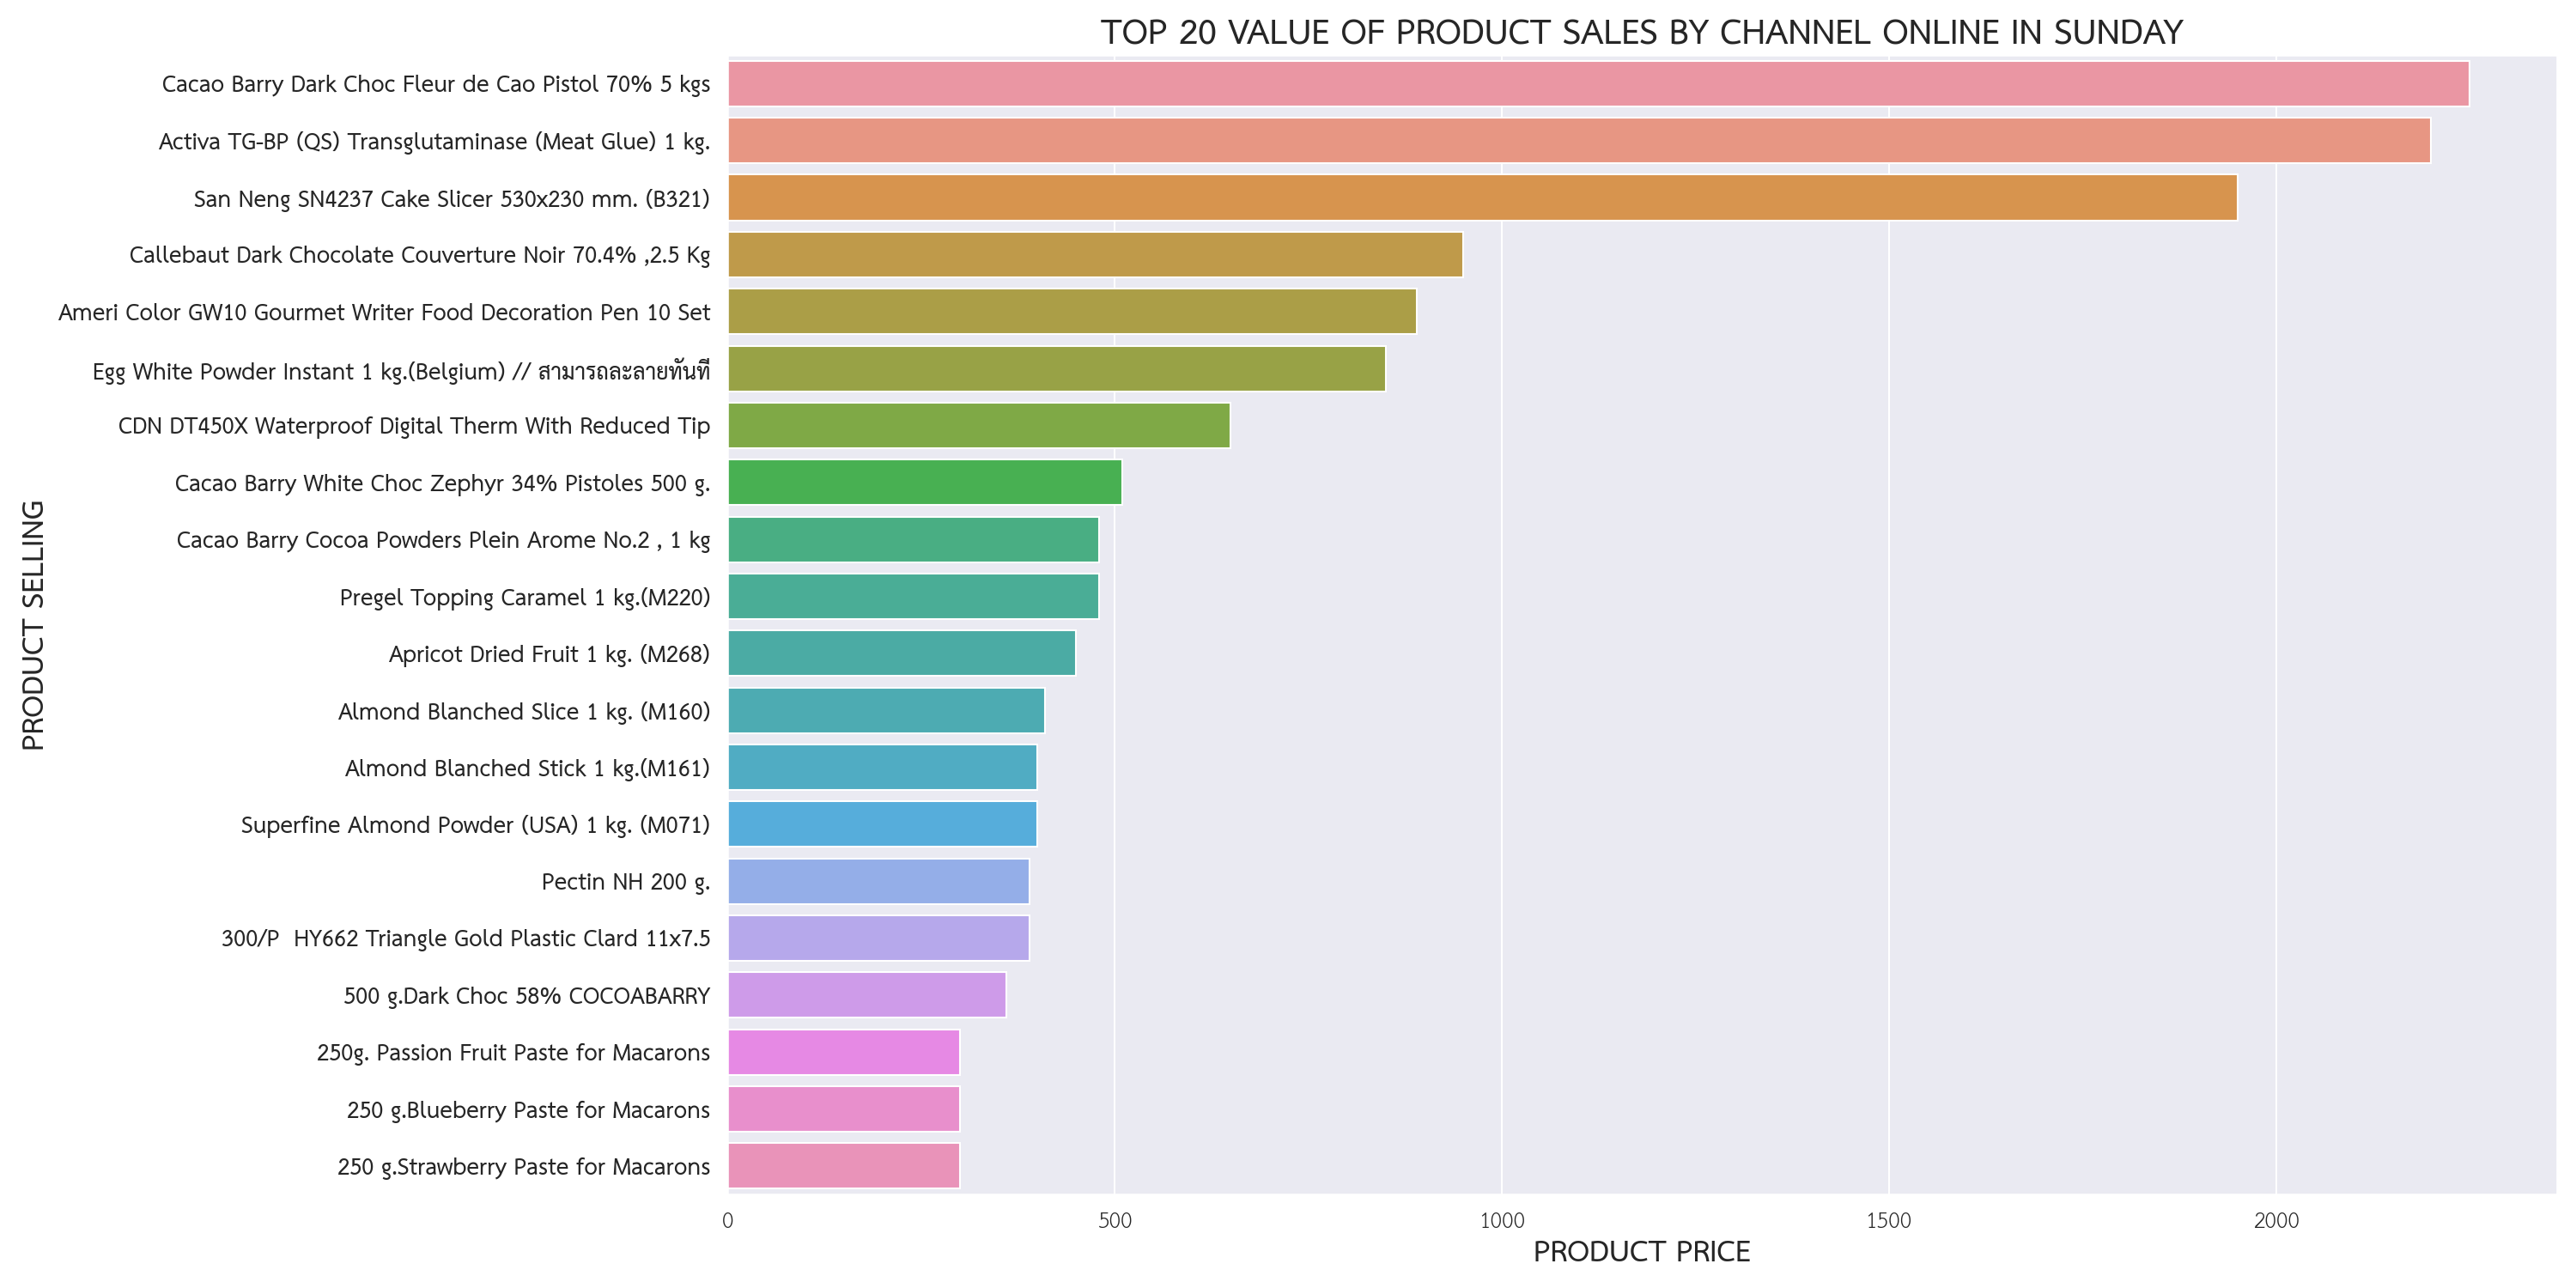 TOP 20 VALUE OF PRODUCT SALES BY CHANNEL ONLINE IN SUNDAY
PRODUCT SELLING
Cacao Barry Dark Choc Fleur de Cao Pistol 70% 5 kgs
Activa TG-BP (QS) Transglutaminase (Meat Glue) 1 kg.
San Neng SN4237 Cake Slicer 530x230 mm. (B321)
Callebaut Dark Chocolate Couverture Noir 70.4% ,2.5 Kg
Ameri Color GW10 Gourmet Writer Food Decoration Pen 10 Set
Egg White Powder Instant 1 kg.(Belgium) // สามารถละลายทันที
CDN DT450X Waterproof Digital Therm With Reduced Tip
Cacao Barry White Choc Zephyr 34% Pistoles 500 g.
Cacao Barry Cocoa Powders Plein Arome No.2 , 1 kg
Pregel Topping Caramel 1 kg.(M220)
Apricot Dried Fruit 1 kg. (M268)
Almond Blanched Slice 1 kg. (M160)
Almond Blanched Stick 1 kg.(M161)
Superfine Almond Powder (USA) 1 kg. (M071)
Pectin NH 200 g.
300/P  HY662 Triangle Gold Plastic Clard 11x7.5
500 g.Dark Choc 58% COCOABARRY
250g. Passion Fruit Paste for Macarons
250 g.Blueberry Paste for Macarons
250 g.Strawberry Paste for Macarons
0 500 1000 1500 2000
PRODUCT PRICE